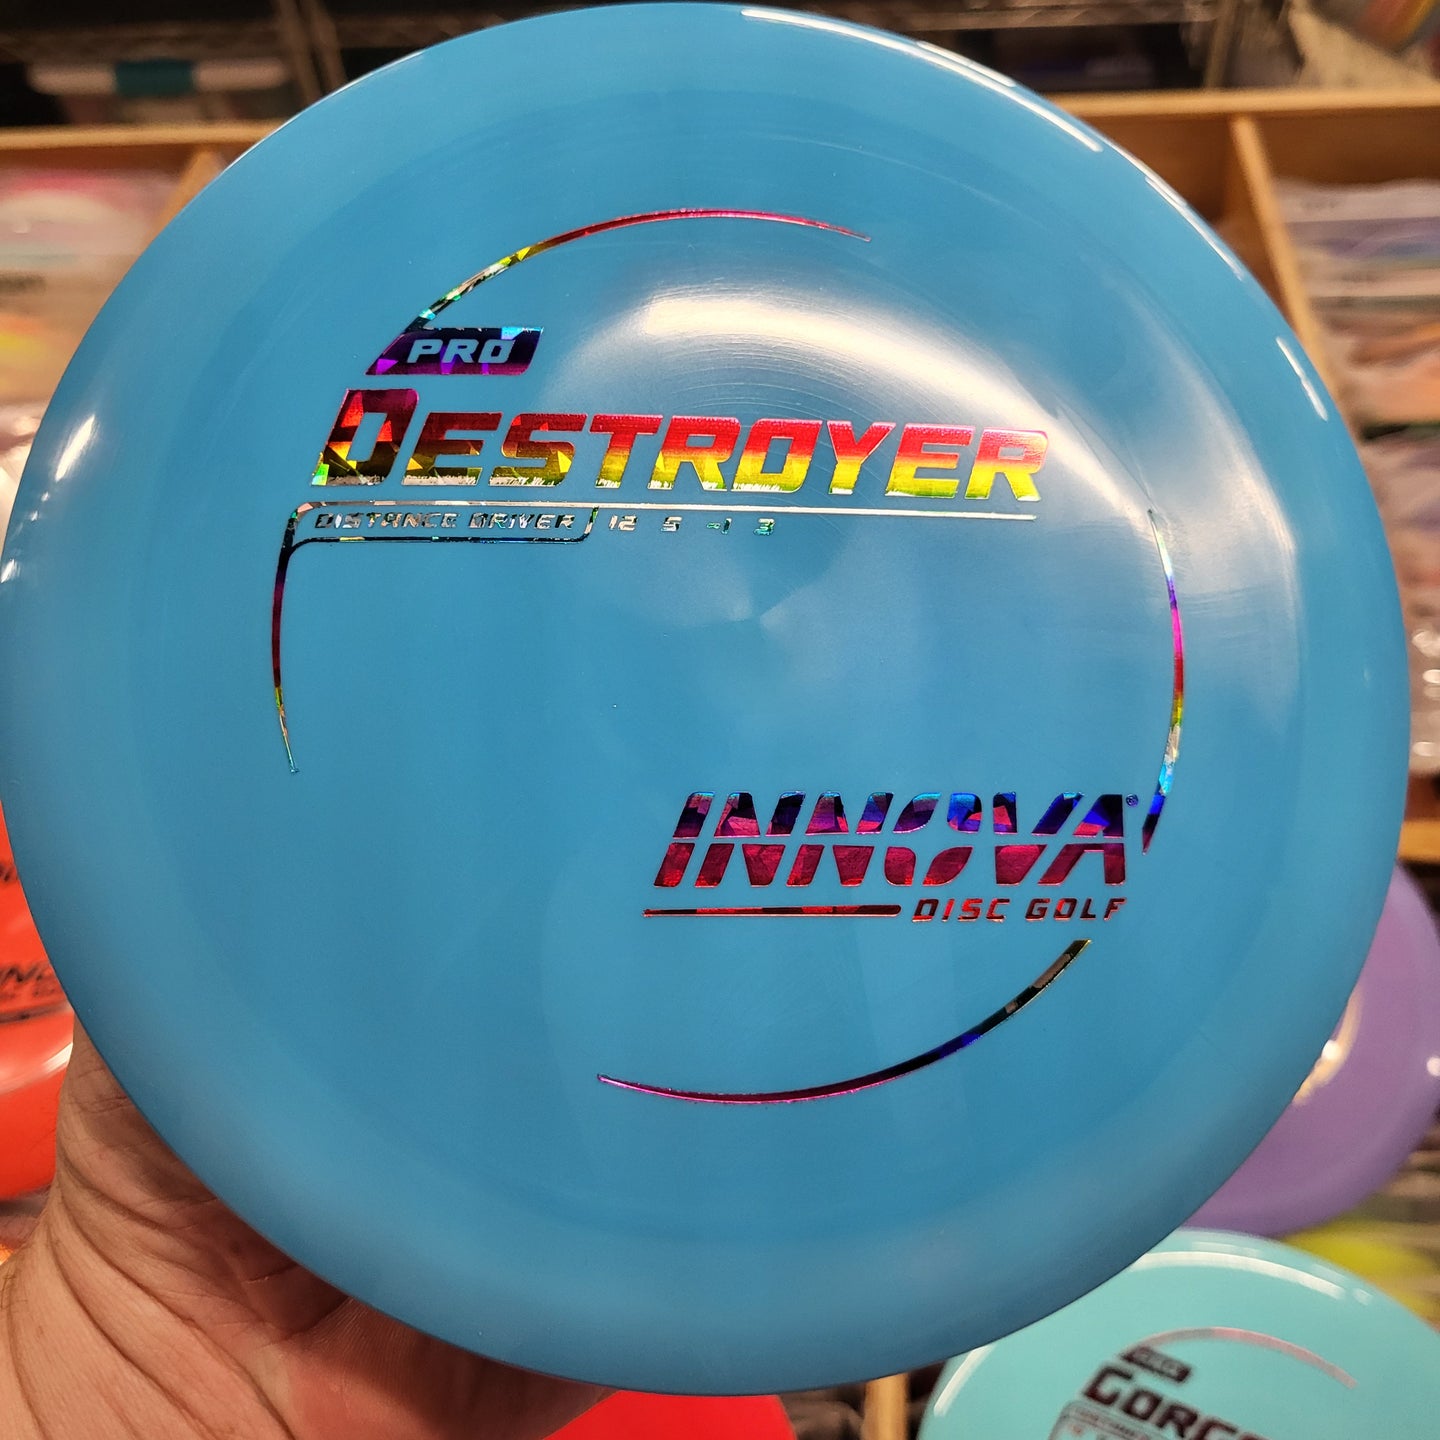 PRO
DESTROYER
DISTANCE DRIVER 12 5 -1 3
INNOVA®
DISC GOLF